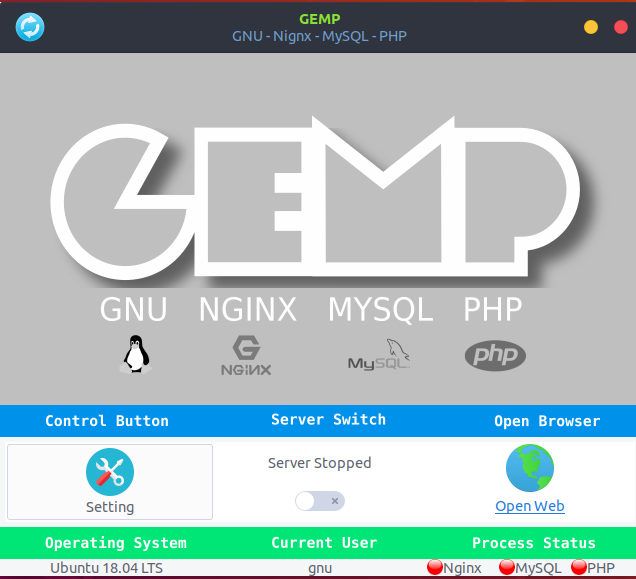 GEMP
GNU - Nignx - MySQL - PHP
GEMP
GNU NGINX MYSQL PHP
NGiNX MySQL php
Control Button Server Switch Open Browser
Server Stopped
Setting Open Web
Operating System Current User Process Status
Ubuntu 18.04 LTS gnu Nginx MySQL PHP